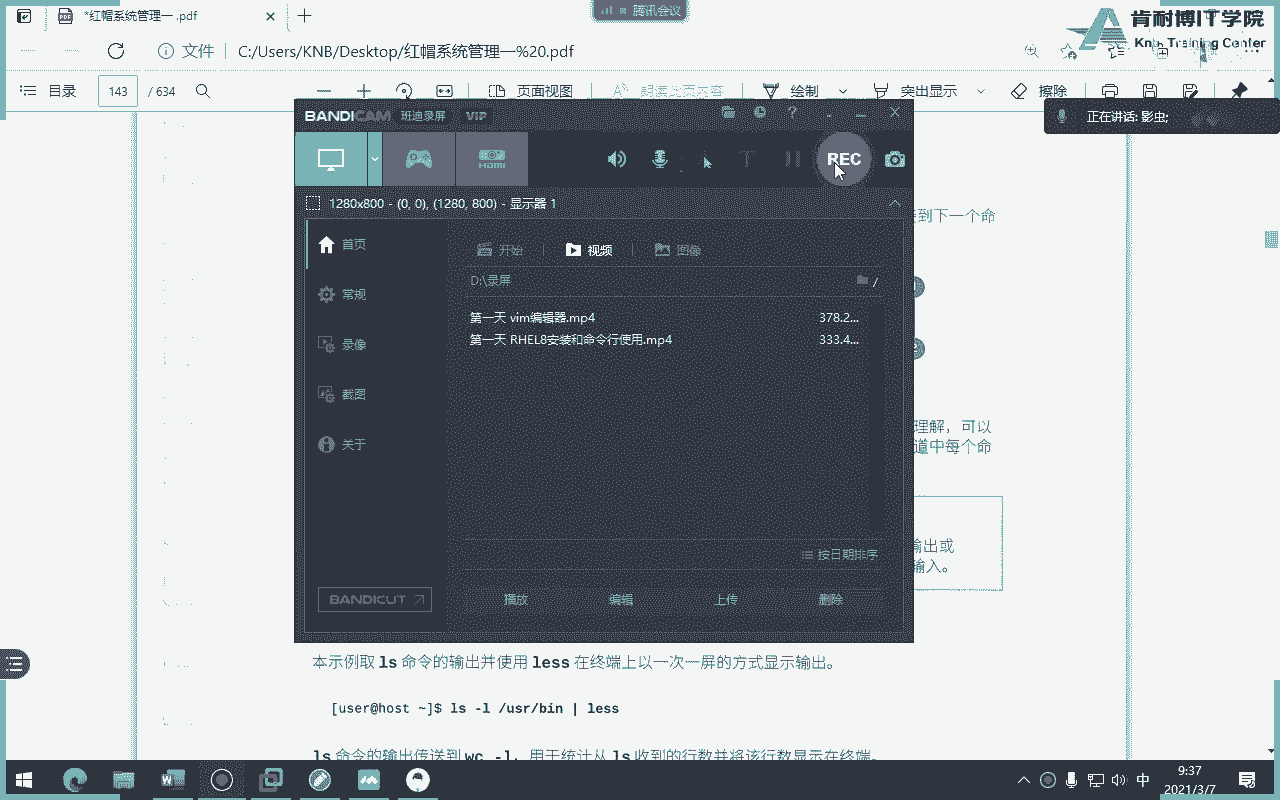 *红帽系统管理一 .pdf
腾讯会议
肯耐博IT学院
KnB Training Center
文件
C:/Users/KNB/Desktop/红帽系统管理一%20.pdf
目录
143
/ 634
页面视图
朗读此页内容
绘制
突出显示
擦除
正在讲话: 影虫;
BANDICAM 班迪录屏 VIP
HDMI
REC
1280x800 - (0, 0), (1280, 800) - 显示器 1
首页
常规
录像
截图
关于
开始
视频
图像
D:\录屏
第一天 vim编辑器.mp4
378.2...
第一天 RHEL8安装和命令行使用.mp4
333.4...
按日期排序
BANDICUT
播放
编辑
上传
删除
到下一个命
理解，可以
道中每个命
输出或
输入。
本示例取 ls 命令的输出并使用 less 在终端上以一次一屏的方式显示输出。
[user@host ~]$ ls -l /usr/bin | less
ls 命令的输出传送到 wc -l，用于统计从 ls 收到的行数并将该行数显示在终端。
中
9:37
2021/3/7